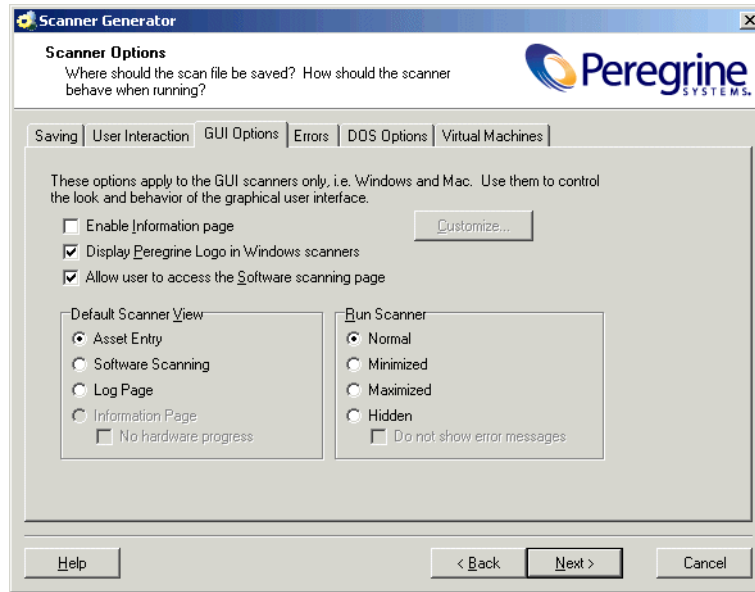 Scanner Generator
Scanner Options
Where should the scan file be saved? How should the scanner
behave when running?
Peregrine
SYSTEMS.
Saving
User Interaction
GUI Options
Errors
DOS Options
Virtual Machines
These options apply to the GUI scanners only, i.e. Windows and Mac. Use them to control
the look and behavior of the graphical user interface.
Enable Information page
Customize...
Display Peregrine Logo in Windows scanners
Allow user to access the Software scanning page
Default Scanner View
Asset Entry
Software Scanning
Log Page
Information Page
No hardware progress
Run Scanner
Normal
Minimized
Maximized
Hidden
Do not show error messages
Help
< Back
Next >
Cancel